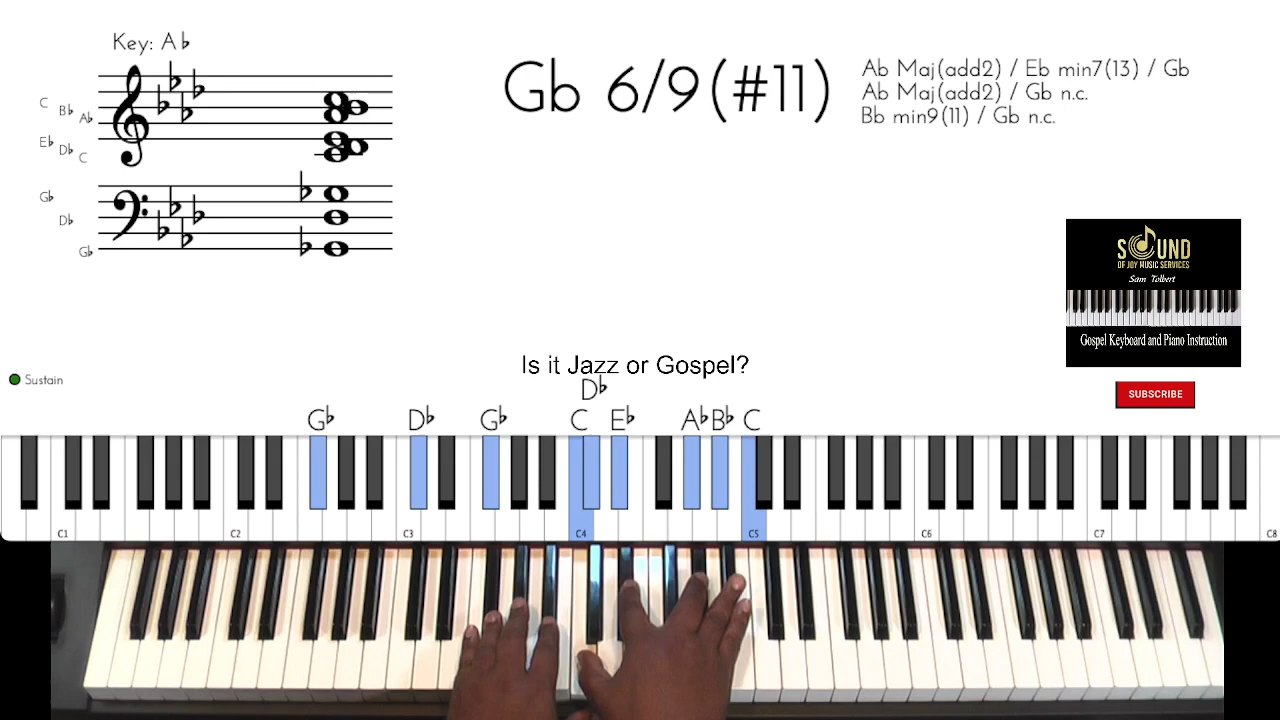 Key: A♭
Gb 6/9(#11)
Ab Maj(add2) / Eb min7(13) / Gb
Ab Maj(add2) / Gb n.c.
Bb min9(11) / Gb n.c.
C
B♭
A♭
E♭
D♭
C
G♭
D♭
G♭
SOUND
OF JOY MUSIC SERVICES
Sam Tolbert
Gospel Keyboard and Piano Instruction
SUBSCRIBE
Is it Jazz or Gospel?
Sustain
D♭
G♭ D♭ G♭ C E♭ A♭ B♭ C
C1 C2 C3 C4 C5 C6 C7 C8